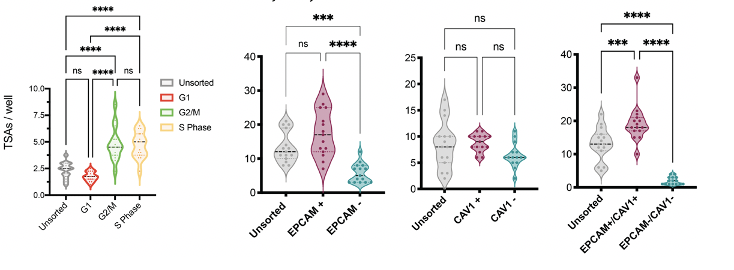 ****
****
****
ns
****
ns
TSAs / well
10.0
7.5
5.0
2.5
0.0
Unsorted
G1
G2/M
S Phase
Unsorted
G1
G2/M
S Phase
***
ns
****
40
30
20
10
0
Unsorted
EPCAM +
EPCAM -
ns
ns
ns
25
20
15
10
5
0
Unsorted
CAV1 +
CAV1 -
****
***
****
40
30
20
10
0
Unsorted
EPCAM+/CAV1+
EPCAM-/CAV1-